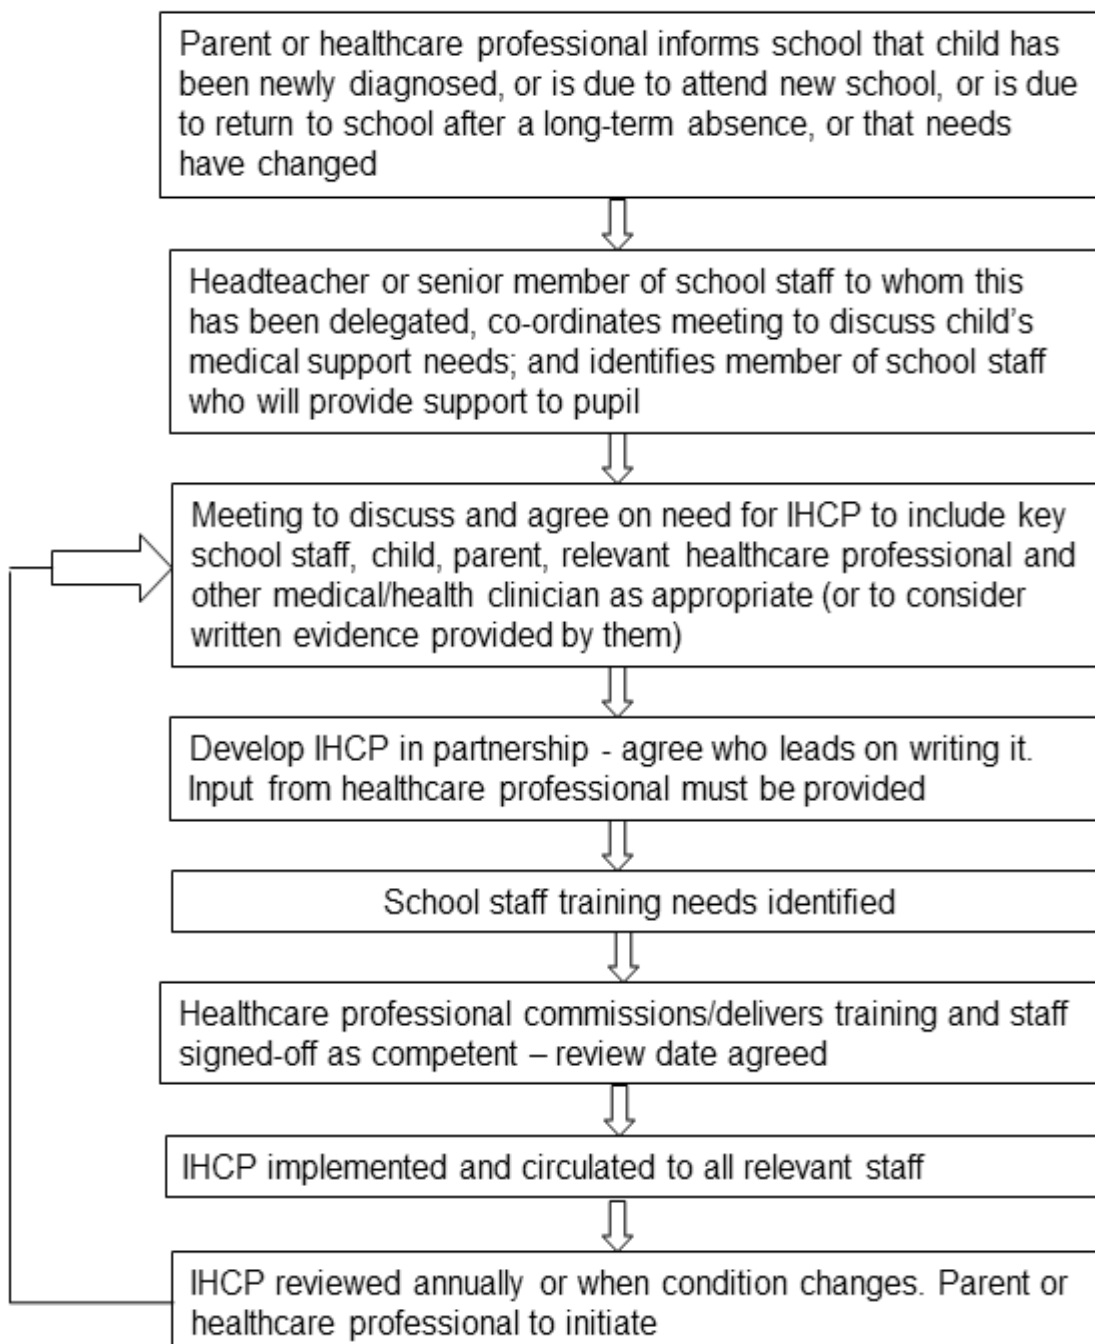 Parent or healthcare professional informs school that child has
been newly diagnosed, or is due to attend new school, or is due
to return to school after a long-term absence, or that needs
have changed
Headteacher or senior member of school staff to whom this
has been delegated, co-ordinates meeting to discuss child’s
medical support needs; and identifies member of school staff
who will provide support to pupil
Meeting to discuss and agree on need for IHCP to include key
school staff, child, parent, relevant healthcare professional and
other medical/health clinician as appropriate (or to consider
written evidence provided by them)
Develop IHCP in partnership - agree who leads on writing it.
Input from healthcare professional must be provided
School staff training needs identified
Healthcare professional commissions/delivers training and staff
signed-off as competent – review date agreed
IHCP implemented and circulated to all relevant staff
IHCP reviewed annually or when condition changes. Parent or
healthcare professional to initiate